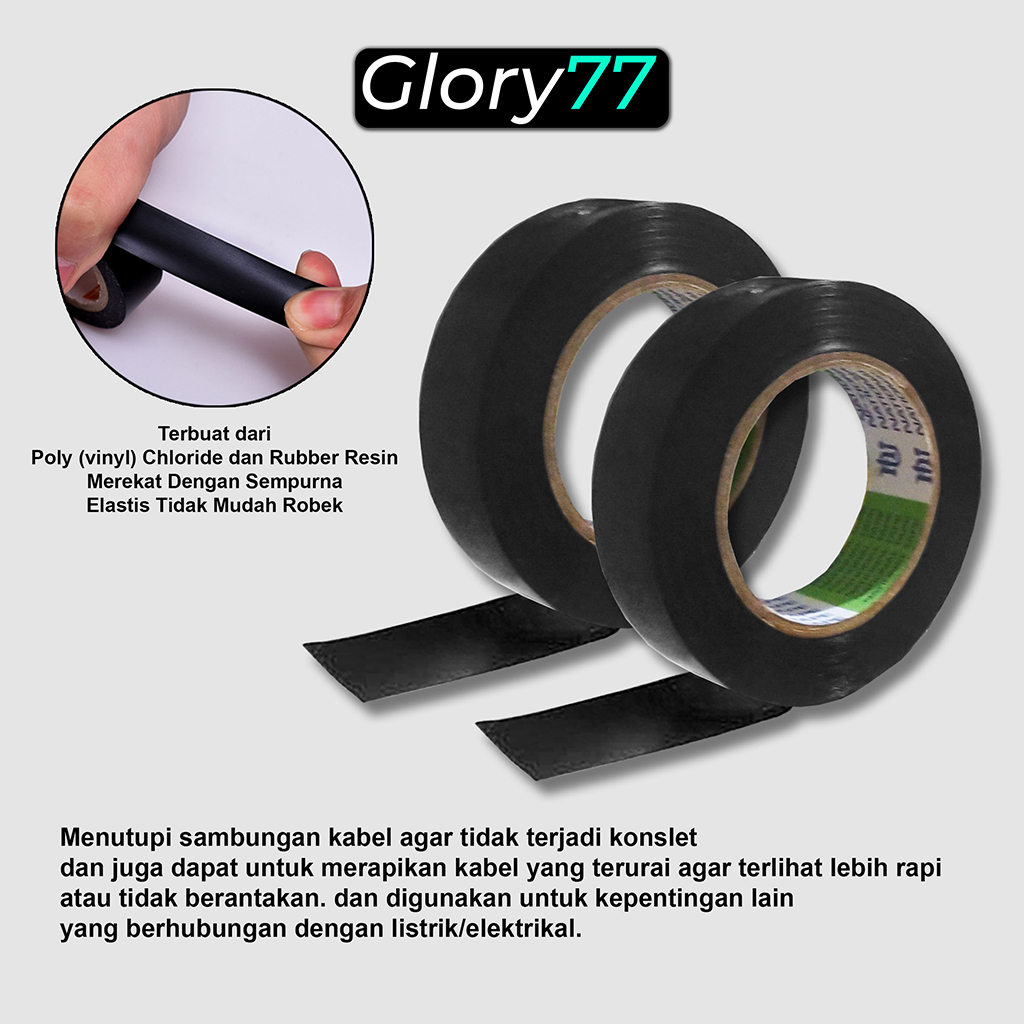 Glory77
Terbuat dari
Poly (vinyl) Chloride dan Rubber Resin
Merekat Dengan Sempurna
Elastis Tidak Mudah Robek
Menutupi sambungan kabel agar tidak terjadi konslet
dan juga dapat untuk merapikan kabel yang terurai agar terlihat lebih rapi
atau tidak berantakan. dan digunakan untuk kepentingan lain
yang berhubungan dengan listrik/elektrikal.